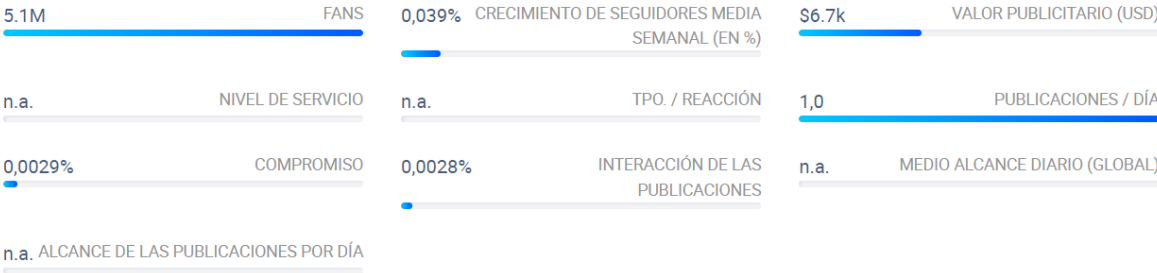 5.1M FANS
0,039% CRECIMIENTO DE SEGUIDORES MEDIA
SEMANAL (EN %)
$6.7k VALOR PUBLICITARIO (USD)
n.a. NIVEL DE SERVICIO
n.a. TPO. / REACCIÓN
1,0 PUBLICACIONES / DÍA
0,0029% COMPROMISO
0,0028% INTERACCIÓN DE LAS
PUBLICACIONES
n.a. MEDIO ALCANCE DIARIO (GLOBAL)
n.a. ALCANCE DE LAS PUBLICACIONES POR DÍA